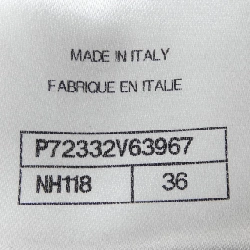 MADE IN ITALY
FABRIQUE EN ITALIE
P72332V63967
NH118 36